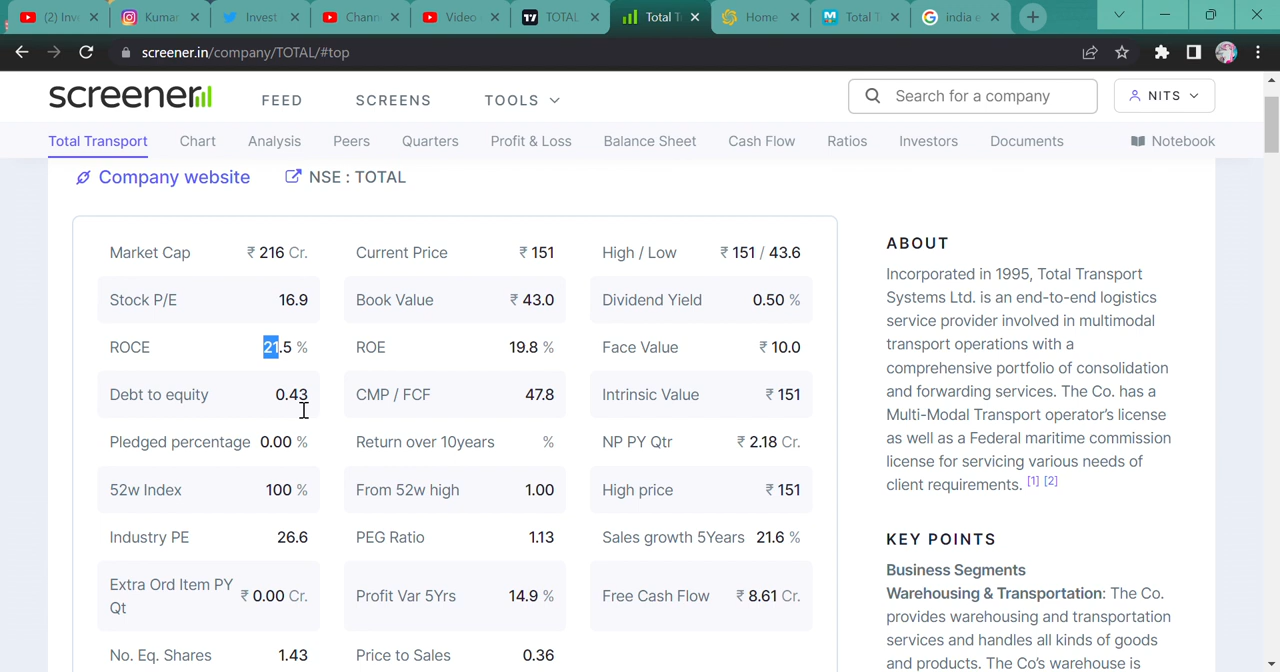 (2) Inv
Kumar
Invest
Chann
Video
TOTAL
Total T
Home
Total T
india e
screener.in/company/TOTAL/#top
screener
FEED
SCREENS
TOOLS
Search for a company
NITS
Total Transport
Chart
Analysis
Peers
Quarters
Profit & Loss
Balance Sheet
Cash Flow
Ratios
Investors
Documents
Notebook
Company website
NSE : TOTAL
Market Cap ₹ 216 Cr.
Current Price ₹ 151
High / Low ₹ 151 / 43.6
Stock P/E 16.9
Book Value ₹ 43.0
Dividend Yield 0.50 %
ROCE 21.5 %
ROE 19.8 %
Face Value ₹ 10.0
Debt to equity 0.43
CMP / FCF 47.8
Intrinsic Value ₹ 151
Pledged percentage 0.00 %
Return over 10years %
NP PY Qtr ₹ 2.18 Cr.
52w Index 100 %
From 52w high 1.00
High price ₹ 151
Industry PE 26.6
PEG Ratio 1.13
Sales growth 5Years 21.6 %
Extra Ord Item PY
Qt
₹ 0.00 Cr.
Profit Var 5Yrs 14.9 %
Free Cash Flow ₹ 8.61 Cr.
No. Eq. Shares 1.43
Price to Sales 0.36
ABOUT
Incorporated in 1995, Total Transport
Systems Ltd. is an end-to-end logistics
service provider involved in multimodal
transport operations with a
comprehensive portfolio of consolidation
and forwarding services. The Co. has a
Multi-Modal Transport operator's license
as well as a Federal maritime commission
license for servicing various needs of
client requirements. [1] [2]
KEY POINTS
Business Segments
Warehousing & Transportation: The Co.
provides warehousing and transportation
services and handles all kinds of goods
and products. The Co's warehouse is